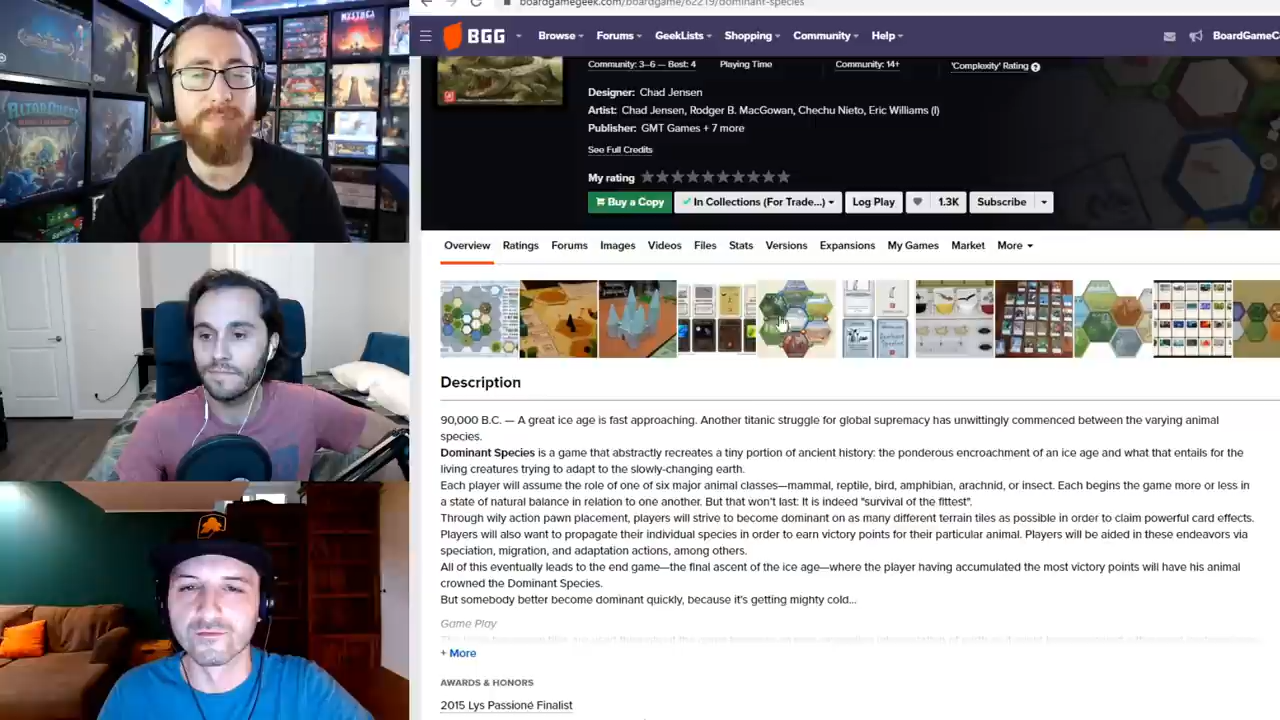 boardgamegeek.com/boardgame/62219/dominant-species
BGG Browse Forums GeekLists Shopping Community Help BoardGameC
Community: 3–6 — Best: 4 Playing Time Community: 14+ 'Complexity' Rating
Designer: Chad Jensen
Artist: Chad Jensen, Rodger B. MacGowan, Chechu Nieto, Eric Williams (I)
Publisher: GMT Games + 7 more
See Full Credits
My rating
Buy a Copy In Collections (For Trade...) Log Play 1.3K Subscribe
Overview Ratings Forums Images Videos Files Stats Versions Expansions My Games Market More
Description
90,000 B.C. — A great ice age is fast approaching. Another titanic struggle for global supremacy has unwittingly commenced between the varying animal
species.
Dominant Species is a game that abstractly recreates a tiny portion of ancient history: the ponderous encroachment of an ice age and what that entails for the
living creatures trying to adapt to the slowly-changing earth.
Each player will assume the role of one of six major animal classes—mammal, reptile, bird, amphibian, arachnid, or insect. Each begins the game more or less in
a state of natural balance in relation to one another. But that won't last: It is indeed "survival of the fittest".
Through wily action pawn placement, players will strive to become dominant on as many different terrain tiles as possible in order to claim powerful card effects.
Players will also want to propagate their individual species in order to earn victory points for their particular animal. Players will be aided in these endeavors via
speciation, migration, and adaptation actions, among others.
All of this eventually leads to the end game—the final ascent of the ice age—where the player having accumulated the most victory points will have his animal
crowned the Dominant Species.
But somebody better become dominant quickly, because it's getting mighty cold...
Game Play
+ More
AWARDS & HONORS
2015 Lys Passioné Finalist
ALTAR QUEST